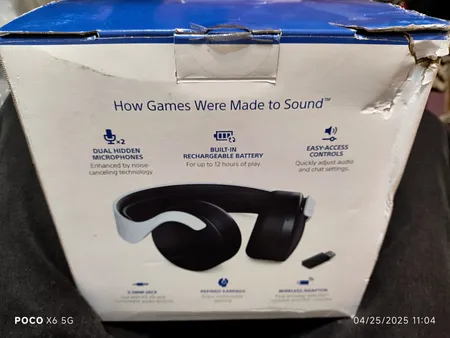 How Games Were Made to Sound™
x2
DUAL HIDDEN
MICROPHONES
Enhanced by noise-
canceling technology.
BUILT-IN
RECHARGEABLE BATTERY
For up to 12 hours of play.
EASY-ACCESS
CONTROLS
Quickly adjust audio
and chat settings.
3.5MM JACK
REFINED EARPADS
WIRELESS ADAPTOR
POCO X6 5G
04/25/2025 11:04